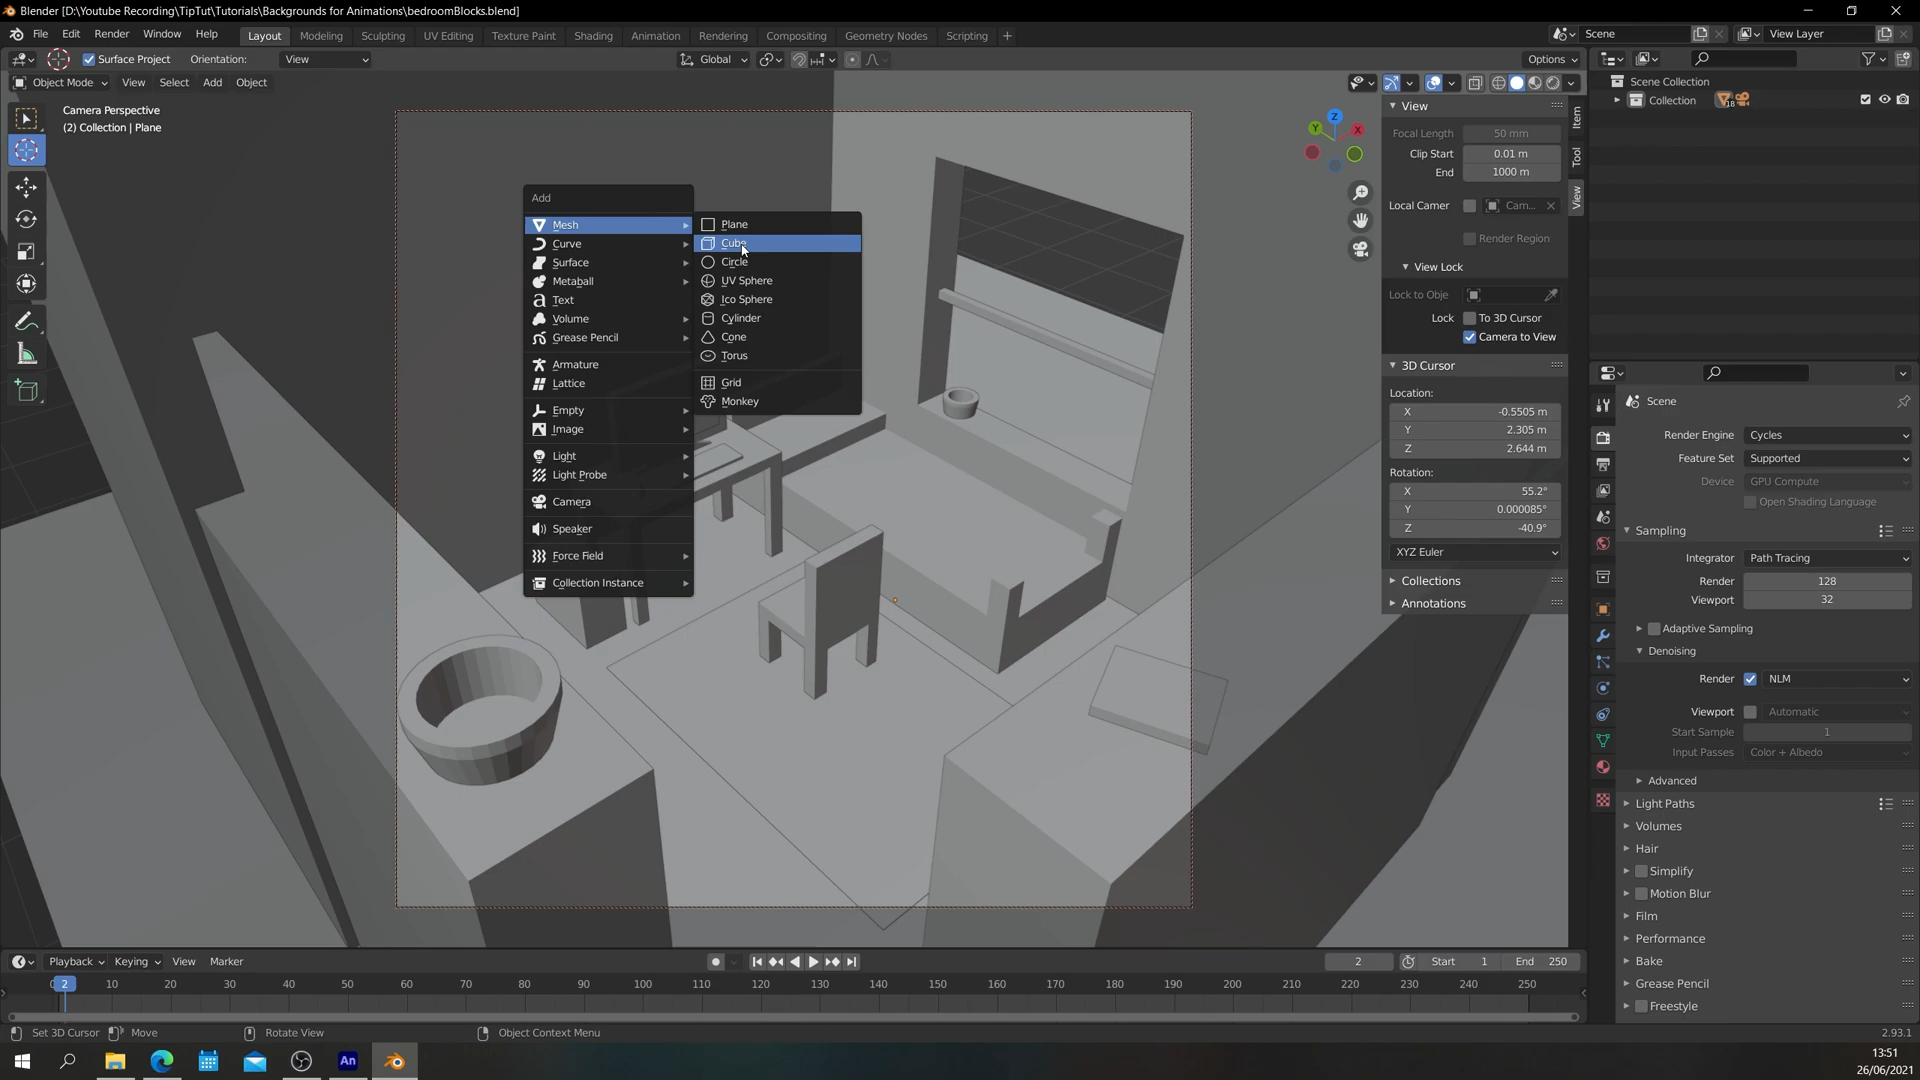 Blender [D:\Youtube Recording\TipTut\Tutorials\Backgrounds for Animations\bedroomBlocks.blend]
File Edit Render Window Help Layout Modeling Sculpting UV Editing Texture Paint Shading Animation Rendering Compositing Geometry Nodes Scripting + Scene View Layer
Surface Project Orientation: View Global Options
Object Mode View Select Add Object
Camera Perspective
(2) Collection | Plane
Add
Mesh
Curve
Surface
Metaball
Text
Volume
Grease Pencil
Armature
Lattice
Empty
Image
Light
Light Probe
Camera
Speaker
Force Field
Collection Instance
Plane
Cube
Circle
UV Sphere
Ico Sphere
Cylinder
Cone
Torus
Grid
Monkey
Z
Y
X
View
Focal Length 50 mm
Clip Start 0.01 m
End 1000 m
Local Camer Cam...
Render Region
View Lock
Lock to Obje
Lock To 3D Cursor
Camera to View
3D Cursor
Location:
X -0.5505 m
Y 2.305 m
Z 2.644 m
Rotation:
X 55.2°
Y 0.000085°
Z -40.9°
XYZ Euler
Collections
Annotations
Item
Tool
View
Scene Collection
Collection 18
Scene
Render Engine Cycles
Feature Set Supported
Device GPU Compute
Open Shading Language
Sampling
Integrator Path Tracing
Render 128
Viewport 32
Adaptive Sampling
Denoising
Render NLM
Viewport Automatic
Start Sample 1
Input Passes Color + Albedo
Advanced
Light Paths
Volumes
Hair
Simplify
Motion Blur
Film
Performance
Bake
Grease Pencil
Freestyle
Playback Keying View Marker 2 Start 1 End 250
0 2 10 20 30 40 50 60 70 80 90 100 110 120 130 140 150 160 170 180 190 200 210 220 230 240 250
Set 3D Cursor Move Rotate View Object Context Menu 2.93.1
An
13:51
26/06/2021